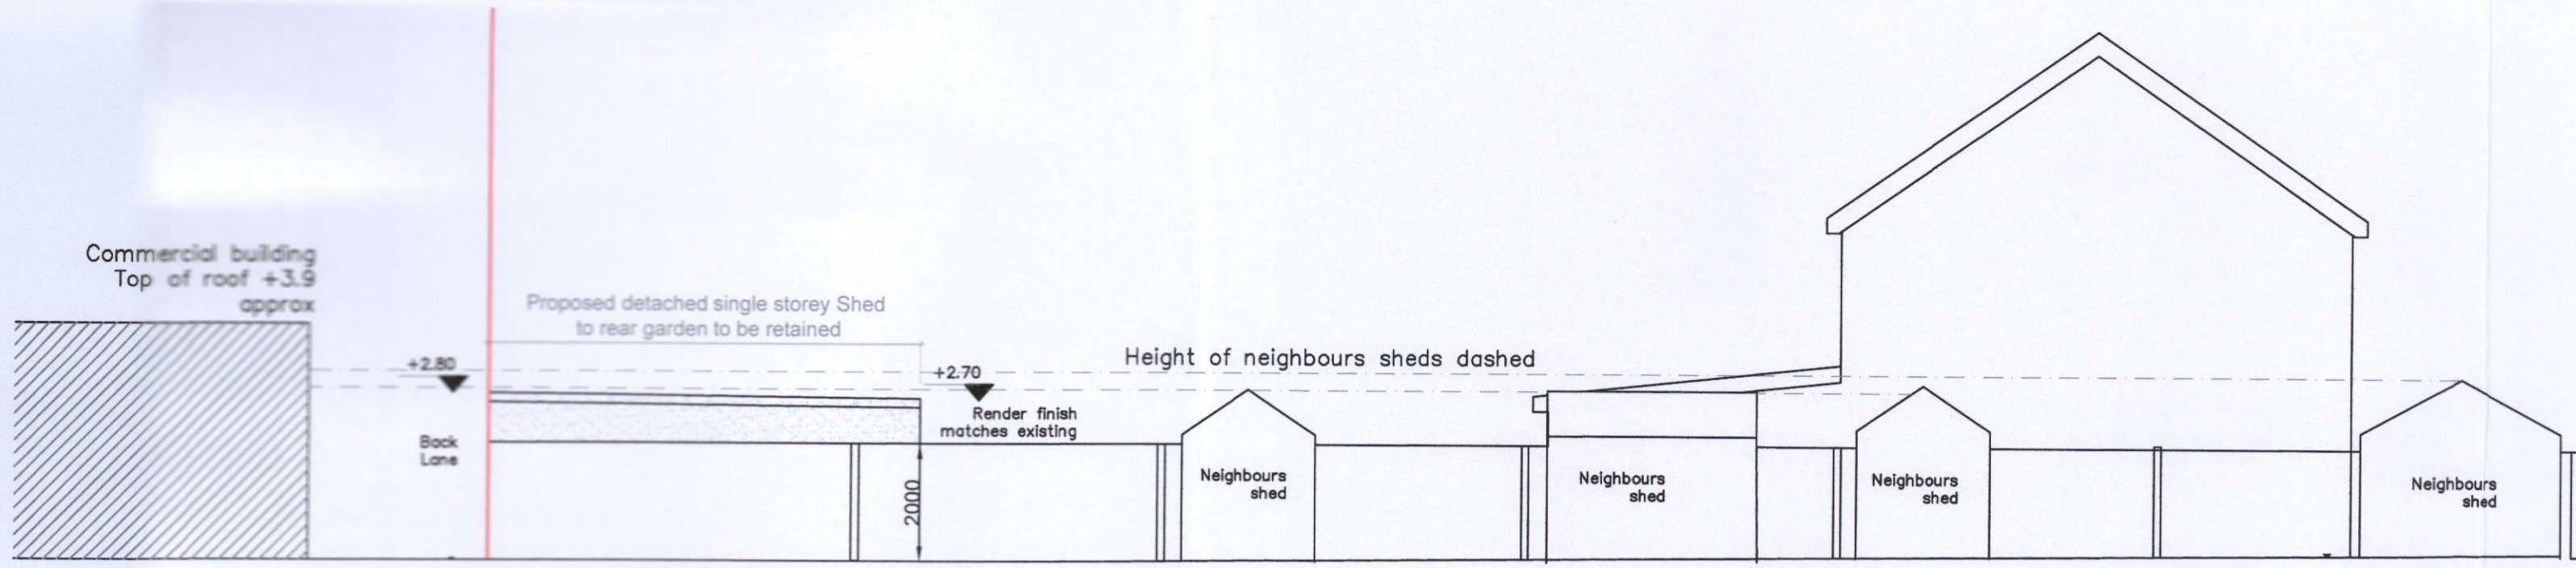 Commercial building
Top of roof +3.9
approx
Proposed detached single storey Shed
to rear garden to be retained
+2.80
+2.70
Height of neighbours sheds dashed
Render finish
matches existing
Back
Lane
2000
Neighbours
shed
Neighbours
shed
Neighbours
shed
Neighbours
shed